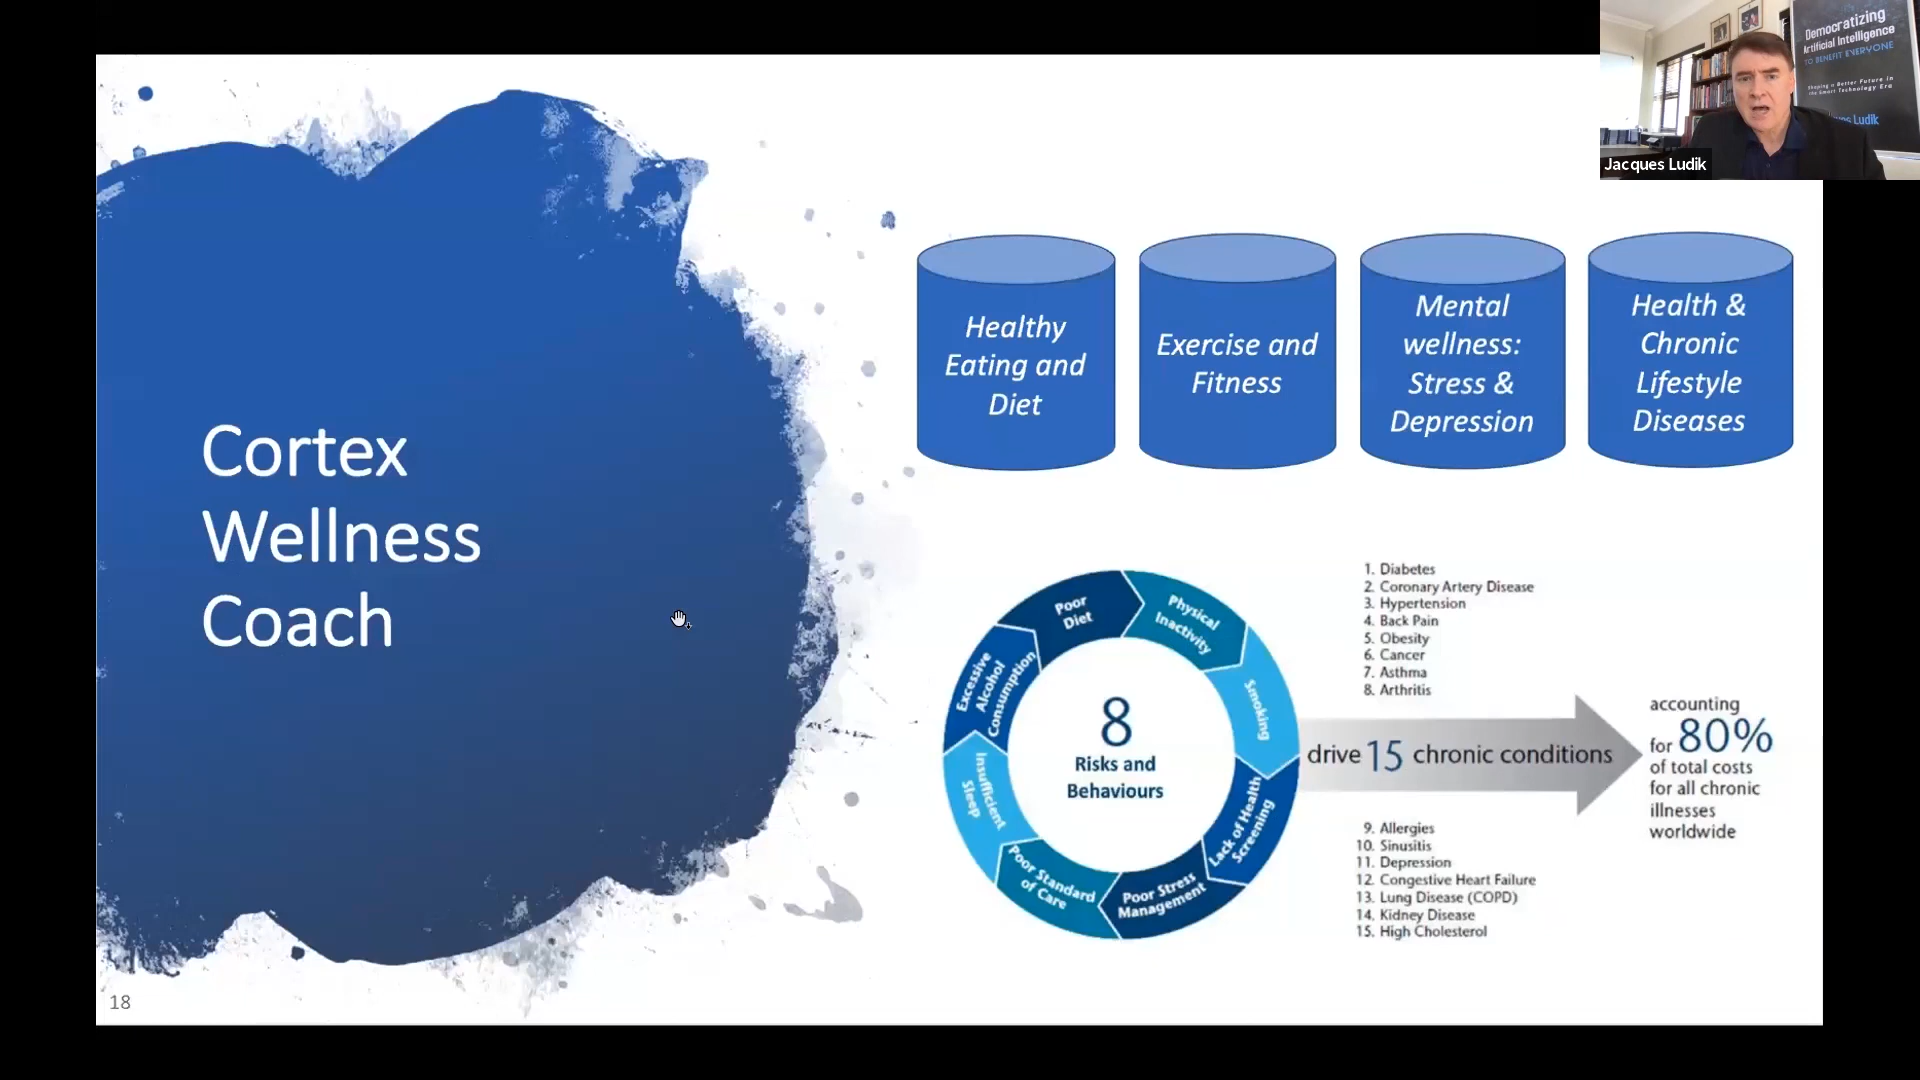 Cortex
Wellness
Coach
18
Healthy
Eating and
Diet
Exercise and
Fitness
Mental
wellness:
Stress &
Depression
Health &
Chronic
Lifestyle
Diseases
Poor
Diet
Physical
Inactivity
Smoking
Lack of Health
Screening
Poor Stress
Management
Poor Standard
of Care
Insufficient
Sleep
Excessive
Alcohol
Consumption
8
Risks and
Behaviours
1. Diabetes
2. Coronary Artery Disease
3. Hypertension
4. Back Pain
5. Obesity
6. Cancer
7. Asthma
8. Arthritis
drive 15 chronic conditions
9. Allergies
10. Sinusitis
11. Depression
12. Congestive Heart Failure
13. Lung Disease (COPD)
14. Kidney Disease
15. High Cholesterol
accounting
for 80%
of total costs
for all chronic
illnesses
worldwide
Democratizing
Artificial Intelligence
TO BENEFIT EVERYONE
Shaping a Better Future in
the Smart Technology Era
Ludik
Jacques Ludik